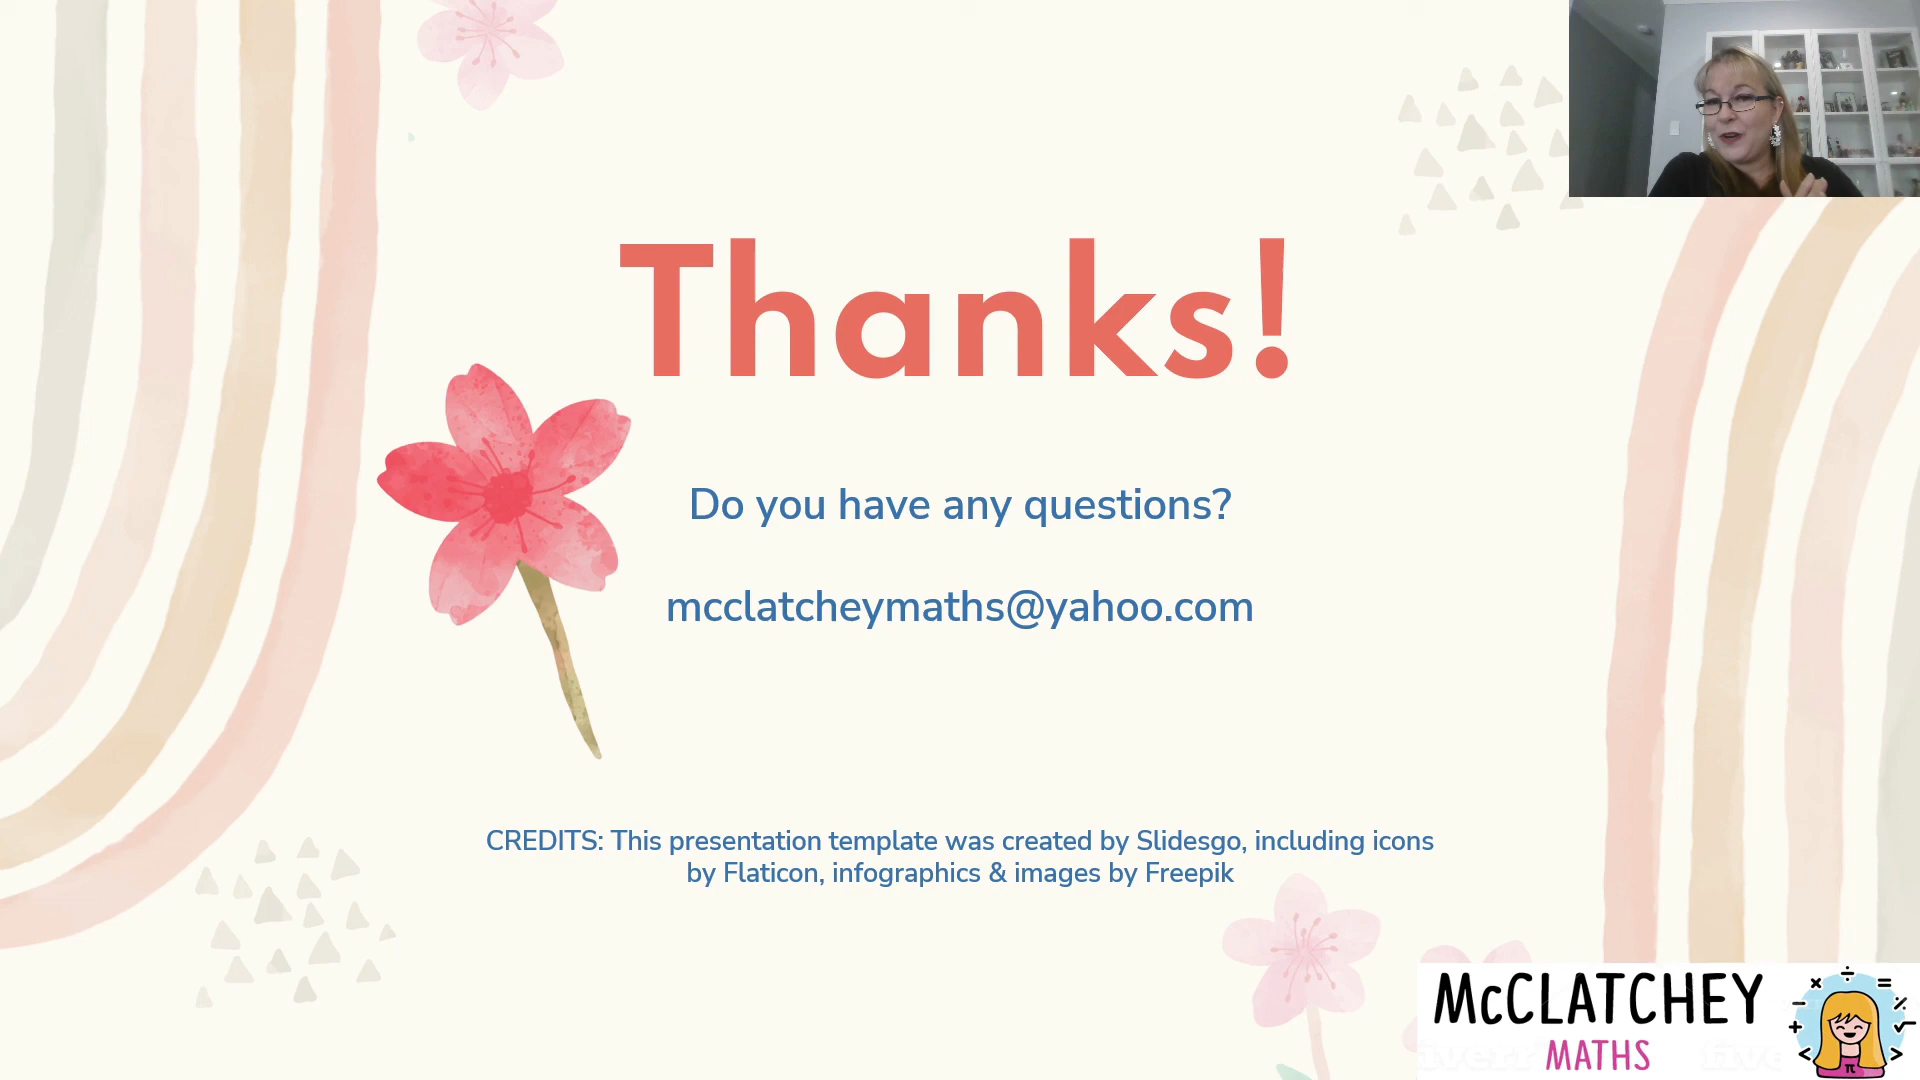 Thanks!
Do you have any questions?
mcclatcheymaths@yahoo.com
CREDITS: This presentation template was created by Slidesgo, including icons
by Flaticon, infographics & images by Freepik
McCLATCHEY
MATHS
π